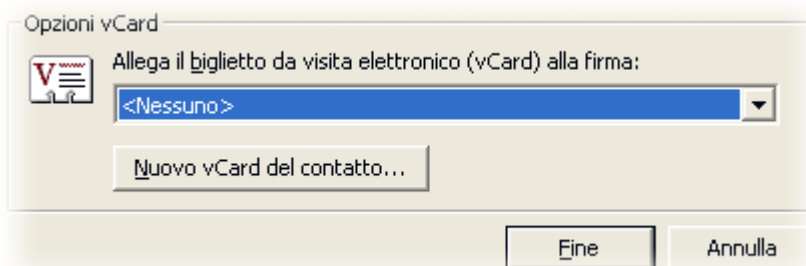 Opzioni vCard
Allega il biglietto da visita elettronico (vCard) alla firma:
<Nessuno>
Nuovo vCard del contatto...
Fine Annulla